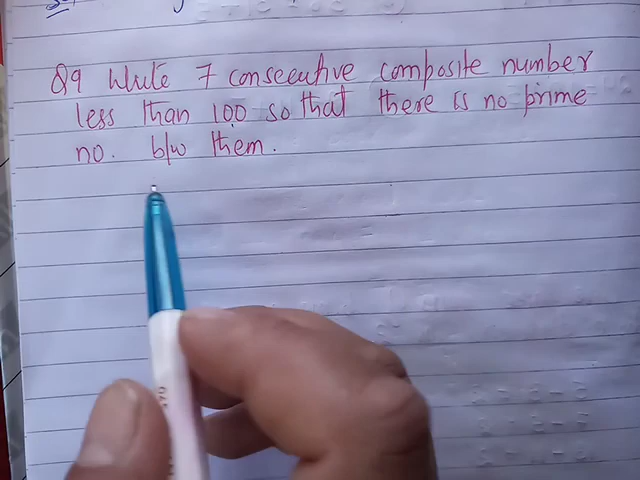 Q9 Write 7 consecutive composite number
less than 100 so that there is no prime
no. b/w them.